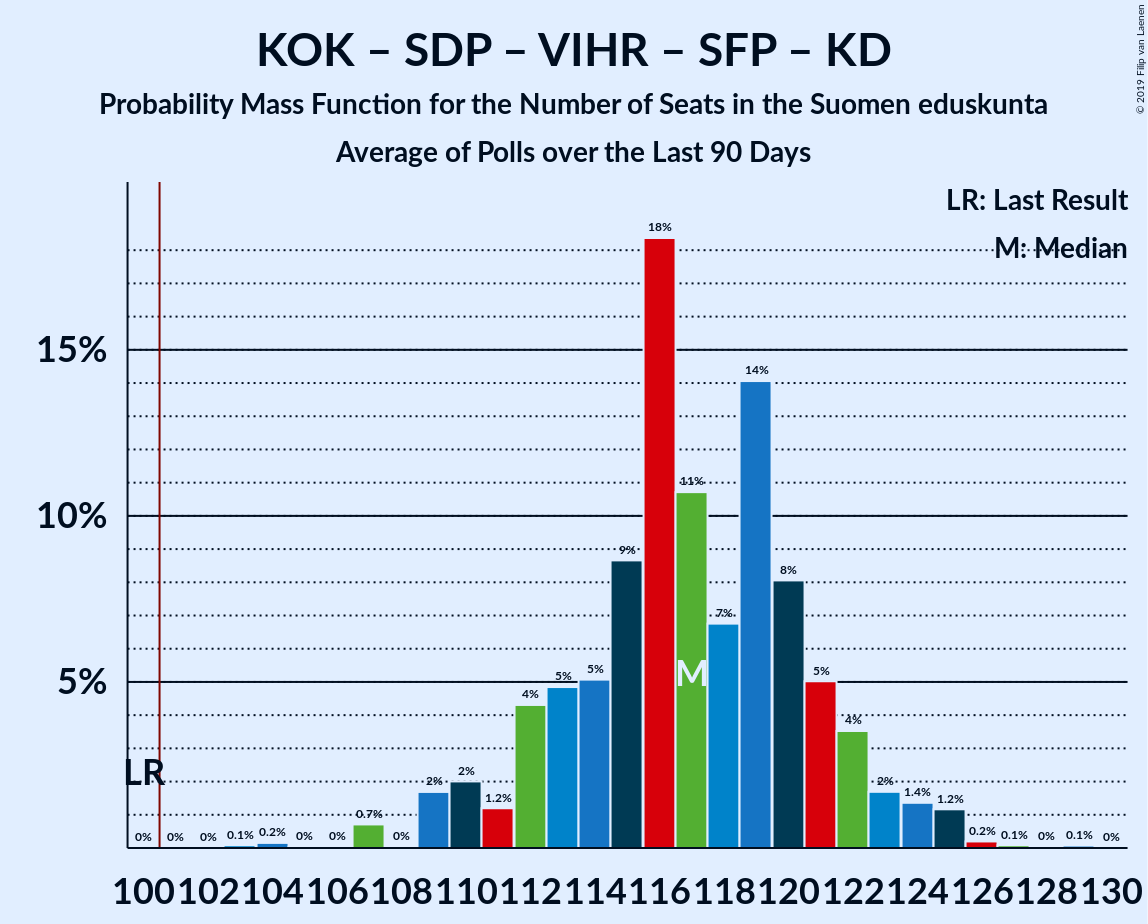 KOK – SDP – VIHR – SFP – KD
Probability Mass Function for the Number of Seats in the Suomen eduskunta
Average of Polls over the Last 90 Days
© 2019 Filip van Laenen
LR: Last Result
M: Median
15%
10%
5%
LR
M
0% 0% 0% 0.1% 0.2% 0% 0% 0.7% 0% 2% 2% 1.2% 4% 5% 5% 9% 18% 11% 7% 14% 8% 5% 4% 2% 1.4% 1.2% 0.2% 0.1% 0% 0.1% 0%
100 102 104 106 108 110 112 114 116 118 120 122 124 126 128 130